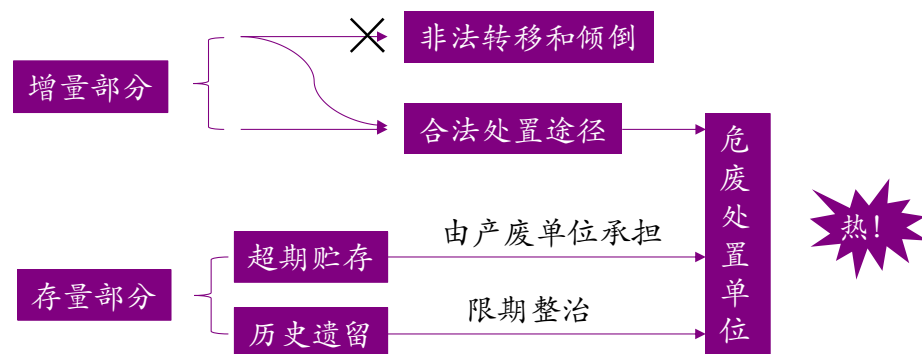 非法转移和倾倒
增量部分
合法处置途径
危废处置单位
热!
由产废单位承担
超期贮存
存量部分
限期整治
历史遗留